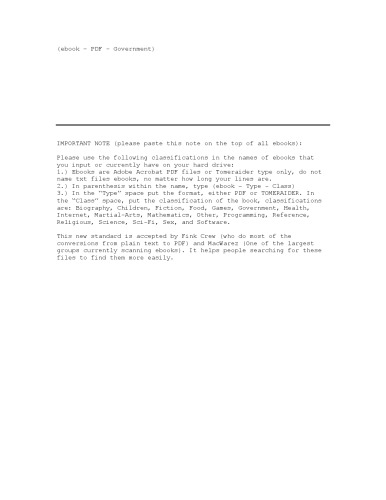 (ebook - PDF - Government)
IMPORTANT NOTE (please paste this note on the top of all ebooks):
Please use the following classifications in the names of ebooks that
you input or currently have on your hard drive:
1.) Ebooks are Adobe Acrobat PDF files or Tomeraider type only, do not
name txt files ebooks, no matter how long your lines are.
2.) In parenthesis within the name, type (ebook - Type - Class)
3.) In the "Type" space put the format, either PDF or TOMERAIDER. In
the "Class" space, put the classification of the book, classifications
are: Biography, Children, Fiction, Food, Games, Government, Health,
Internet, Martial-Arts, Mathematics, Other, Programming, Reference,
Religious, Science, Sci-Fi, Sex, and Software.
This new standard is accepted by Fink Crew (who do most of the
conversions from plain text to PDF) and MacWarez (One of the largest
groups currently scanning ebooks). It helps people searching for these
files to find them more easily.